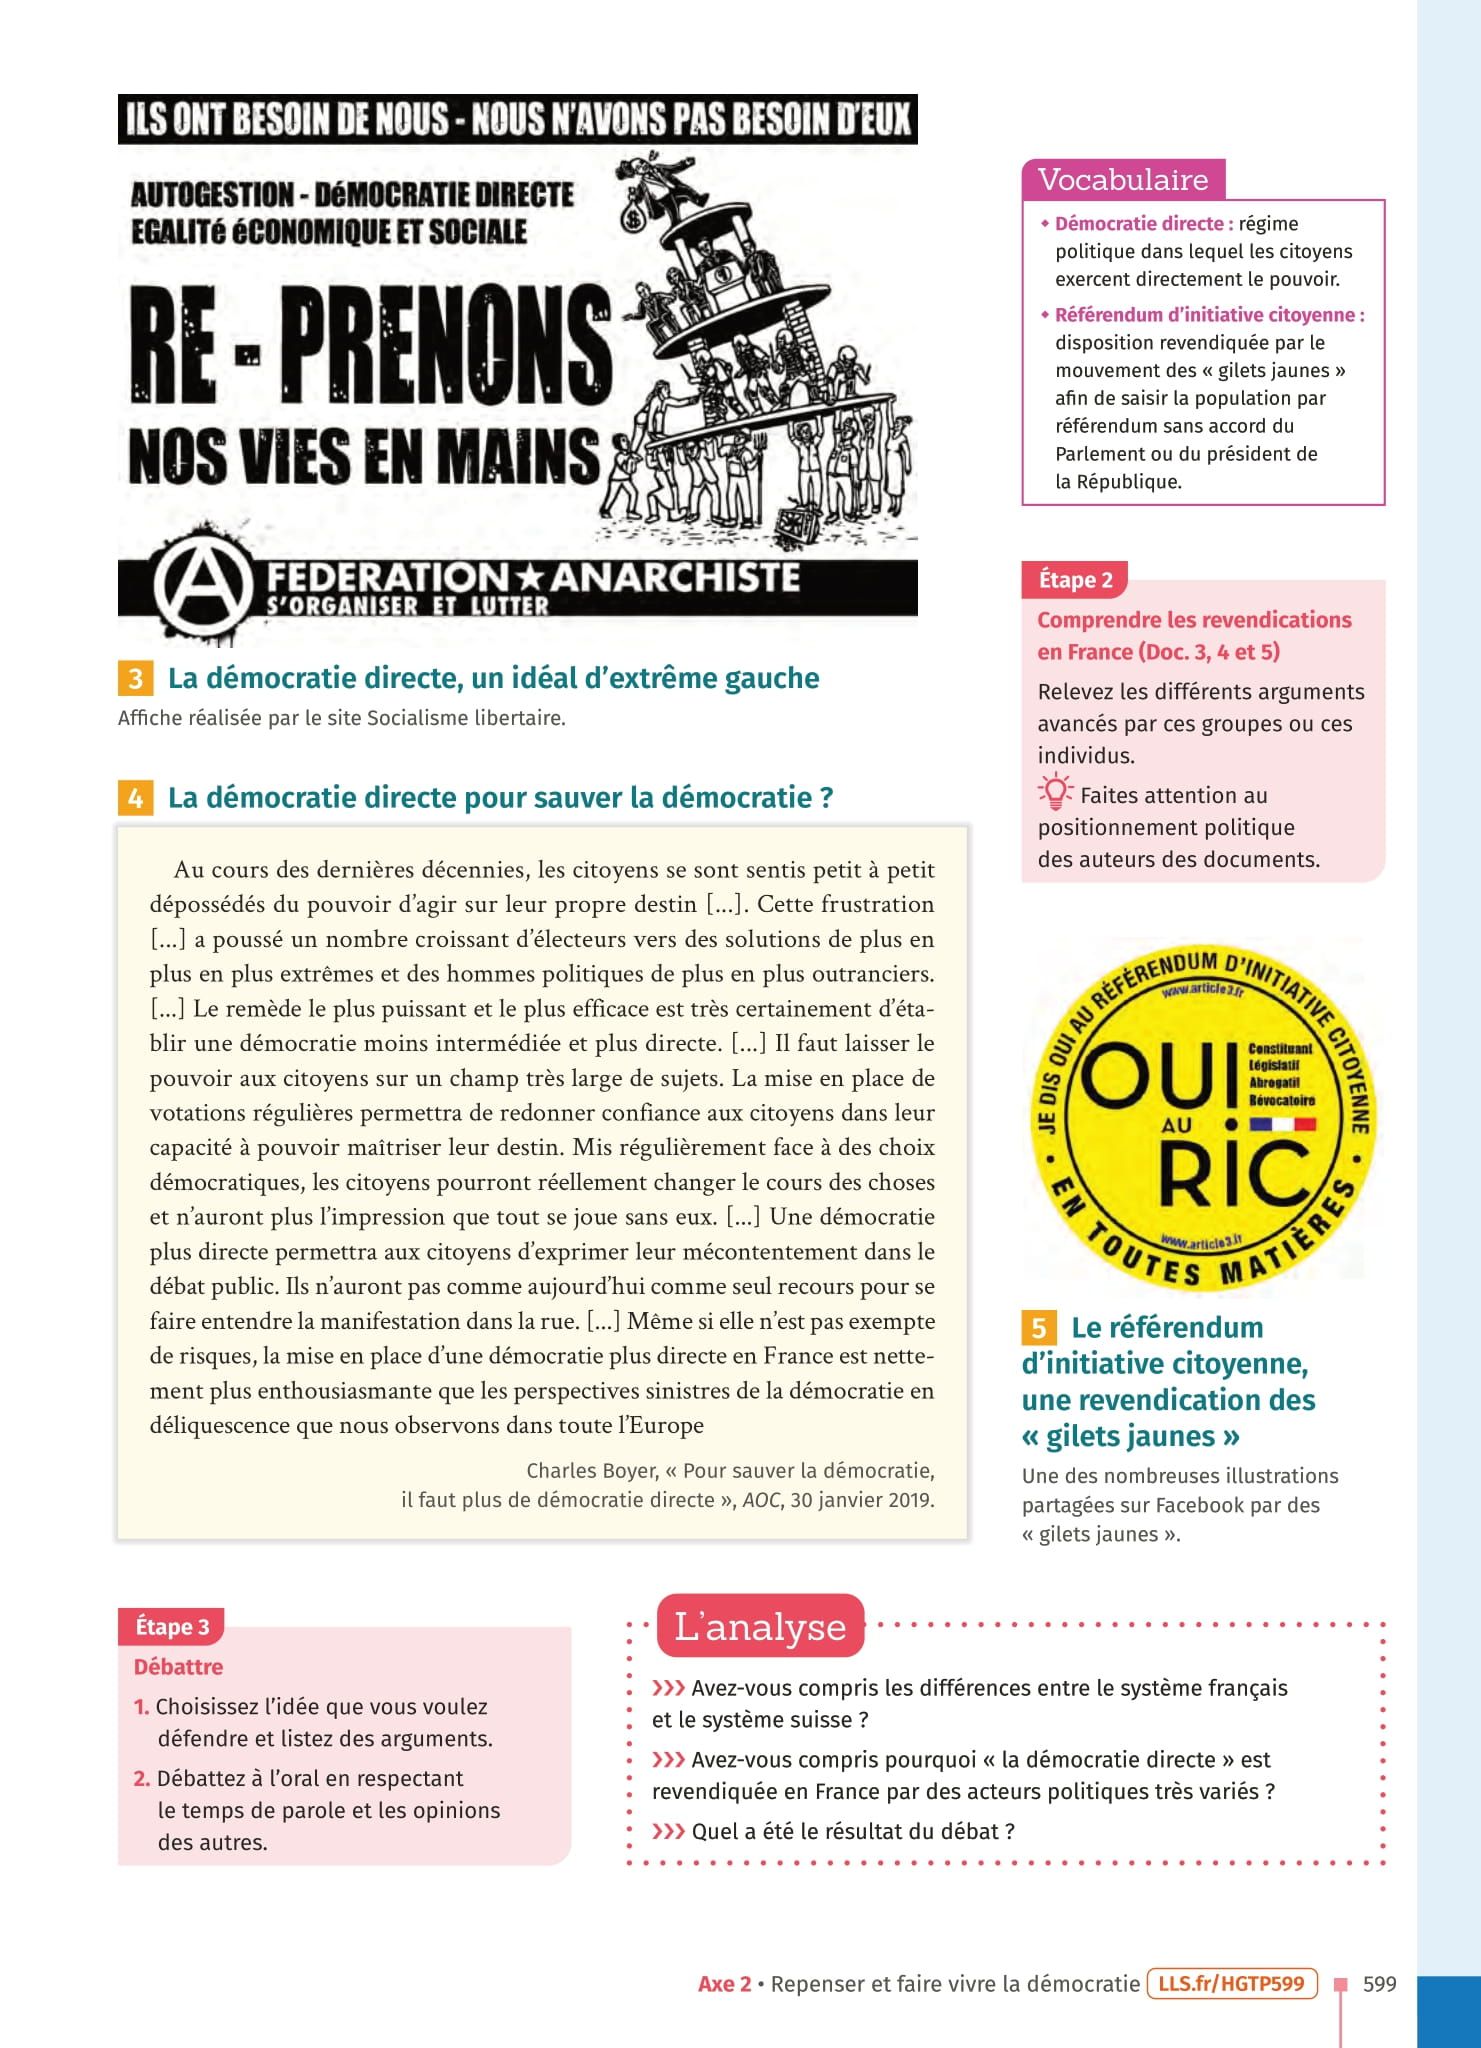 ILS ONT BESOIN DE NOUS - NOUS N'AVONS PAS BESOIN D'EUX
AUTOGESTION - DéMOCRATIE DIRECTE
EGALITé éCONOMIQUE ET SOCIALE
RE - PRENONS
NOS VIES EN MAINS
FEDERATION ★ ANARCHISTE
S'ORGANISER ET LUTTER
3 La démocratie directe, un idéal d'extrême gauche
Affiche réalisée par le site Socialisme libertaire.
4 La démocratie directe pour sauver la démocratie ?
Au cours des dernières décennies, les citoyens se sont sentis petit à petit
dépossédés du pouvoir d'agir sur leur propre destin [...]. Cette frustration
[...] a poussé un nombre croissant d'électeurs vers des solutions de plus en
plus en plus extrêmes et des hommes politiques de plus en plus outranciers.
[...] Le remède le plus puissant et le plus efficace est très certainement d'éta-
blir une démocratie moins intermédiée et plus directe. [...] Il faut laisser le
pouvoir aux citoyens sur un champ très large de sujets. La mise en place de
votations régulières permettra de redonner confiance aux citoyens dans leur
capacité à pouvoir maîtriser leur destin. Mis régulièrement face à des choix
démocratiques, les citoyens pourront réellement changer le cours des choses
et n'auront plus l'impression que tout se joue sans eux. [...] Une démocratie
plus directe permettra aux citoyens d'exprimer leur mécontentement dans le
débat public. Ils n'auront pas comme aujourd'hui comme seul recours pour se
faire entendre la manifestation dans la rue. [...] Même si elle n'est pas exempte
de risques, la mise en place d'une démocratie plus directe en France est nette-
ment plus enthousiasmante que les perspectives sinistres de la démocratie en
déliquescence que nous observons dans toute l'Europe
Charles Boyer, « Pour sauver la démocratie,
il faut plus de démocratie directe », AOC, 30 janvier 2019.
Vocabulaire
• Démocratie directe : régime
politique dans lequel les citoyens
exercent directement le pouvoir.
• Référendum d'initiative citoyenne :
disposition revendiquée par le
mouvement des « gilets jaunes »
afin de saisir la population par
référendum sans accord du
Parlement ou du président de
la République.
Étape 2
Comprendre les revendications
en France (Doc. 3, 4 et 5)
Relevez les différents arguments
avancés par ces groupes ou ces
individus.
Faites attention au
positionnement politique
des auteurs des documents.
JE DIS OUI AU RÉFÉRENDUM D'INITIATIVE CITOYENNE
www.article3.fr
OUI
Constituant
Législatif
Abrogatif
Révocatoire
AU
RIC
www.article3.fr
• EN TOUTES MATIÈRES •
5 Le référendum
d'initiative citoyenne,
une revendication des
« gilets jaunes »
Une des nombreuses illustrations
partagées sur Facebook par des
« gilets jaunes ».
Étape 3
Débattre
1. Choisissez l'idée que vous voulez
défendre et listez des arguments.
2. Débattez à l'oral en respectant
le temps de parole et les opinions
des autres.
L'analyse
>>> Avez-vous compris les différences entre le système français
et le système suisse ?
>>> Avez-vous compris pourquoi « la démocratie directe » est
revendiquée en France par des acteurs politiques très variés ?
>>> Quel a été le résultat du débat ?
Axe 2 • Repenser et faire vivre la démocratie LLS.fr/HGTP599 599